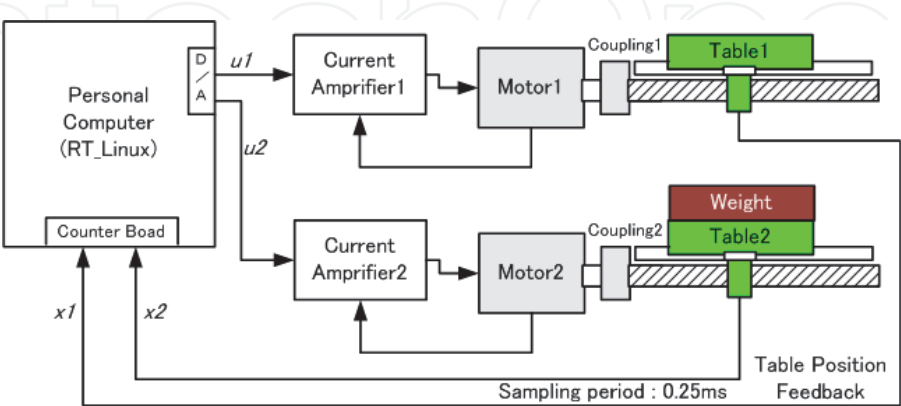 Personal
Computer
(RT_Linux)
D
/
A
Counter Boad
u1
u2
x1
x2
Current
Amprifier1
Motor1
Coupling1
Table1
Current
Amprifier2
Motor2
Coupling2
Weight
Table2
Table Position
Feedback
Sampling period : 0.25ms